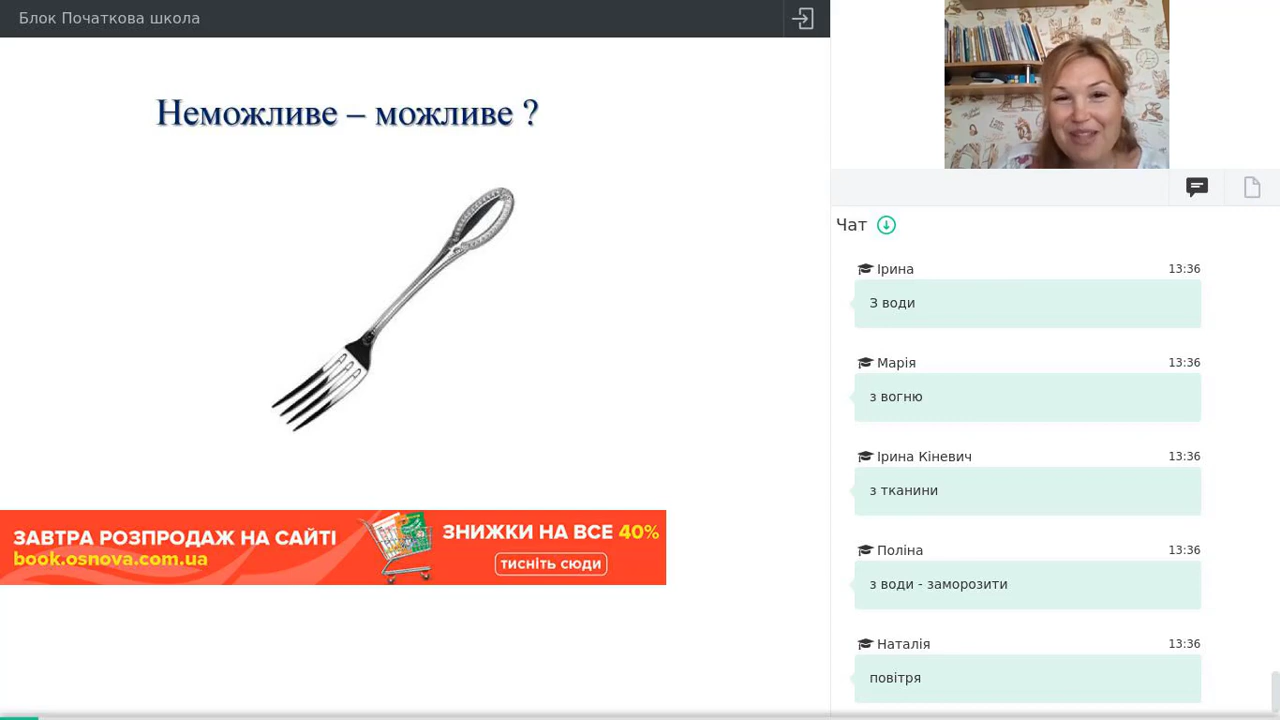 Блок Початкова школа
Неможливе – можливе ?
ЗАВТРА РОЗПРОДАЖ НА САЙТІ
book.osnova.com.ua
ЗНИЖКИ НА ВСЕ 40%
тисніть сюди
Чат
Ірина 13:36
З води
Марія 13:36
з вогню
Ірина Кіневич 13:36
з тканини
Поліна 13:36
з води - заморозити
Наталія 13:36
повітря